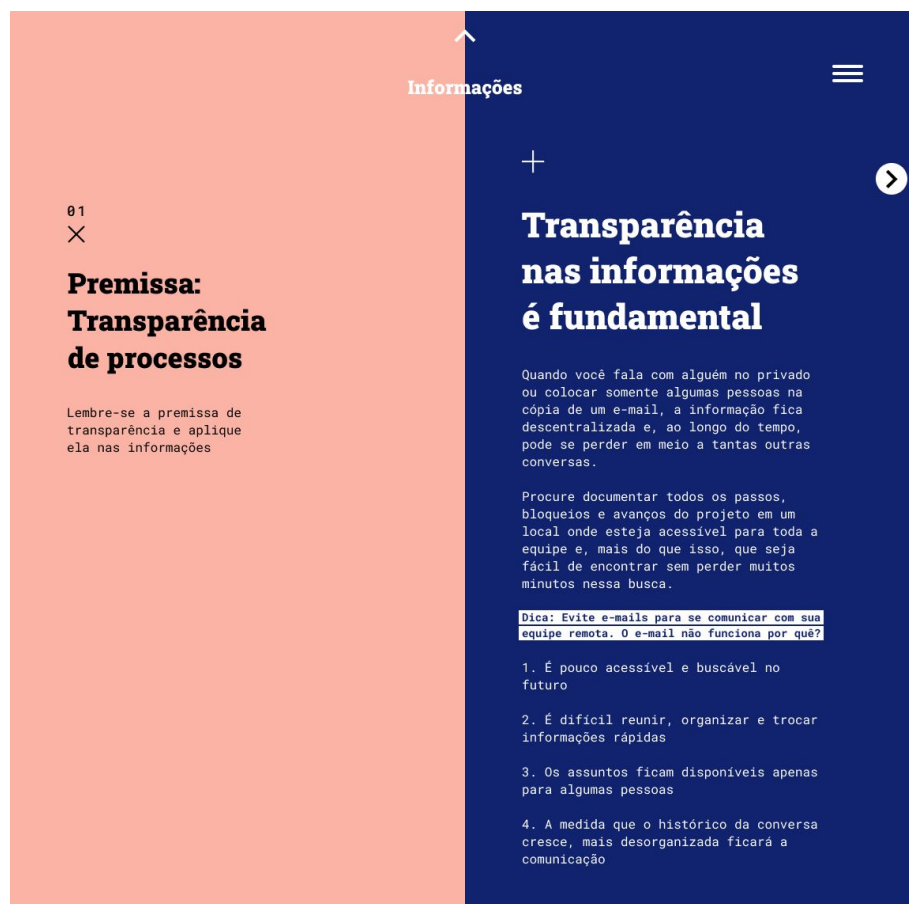 Informações
01
Premissa:
Transparência
de processos
Lembre-se a premissa de
transparência e aplique
ela nas informações
Transparência
nas informações
é fundamental
Quando você fala com alguém no privado
ou colocar somente algumas pessoas na
cópia de um e-mail, a informação fica
descentralizada e, ao longo do tempo,
pode se perder em meio a tantas outras
conversas.
Procure documentar todos os passos,
bloqueios e avanços do projeto em um
local onde esteja acessível para toda a
equipe e, mais do que isso, que seja
fácil de encontrar sem perder muitos
minutos nessa busca.
Dica: Evite e-mails para se comunicar com sua
equipe remota. O e-mail não funciona por quê?
1. É pouco acessível e buscável no
futuro
2. É difícil reunir, organizar e trocar
informações rápidas
3. Os assuntos ficam disponíveis apenas
para algumas pessoas
4. A medida que o histórico da conversa
cresce, mais desorganizada ficará a
comunicação